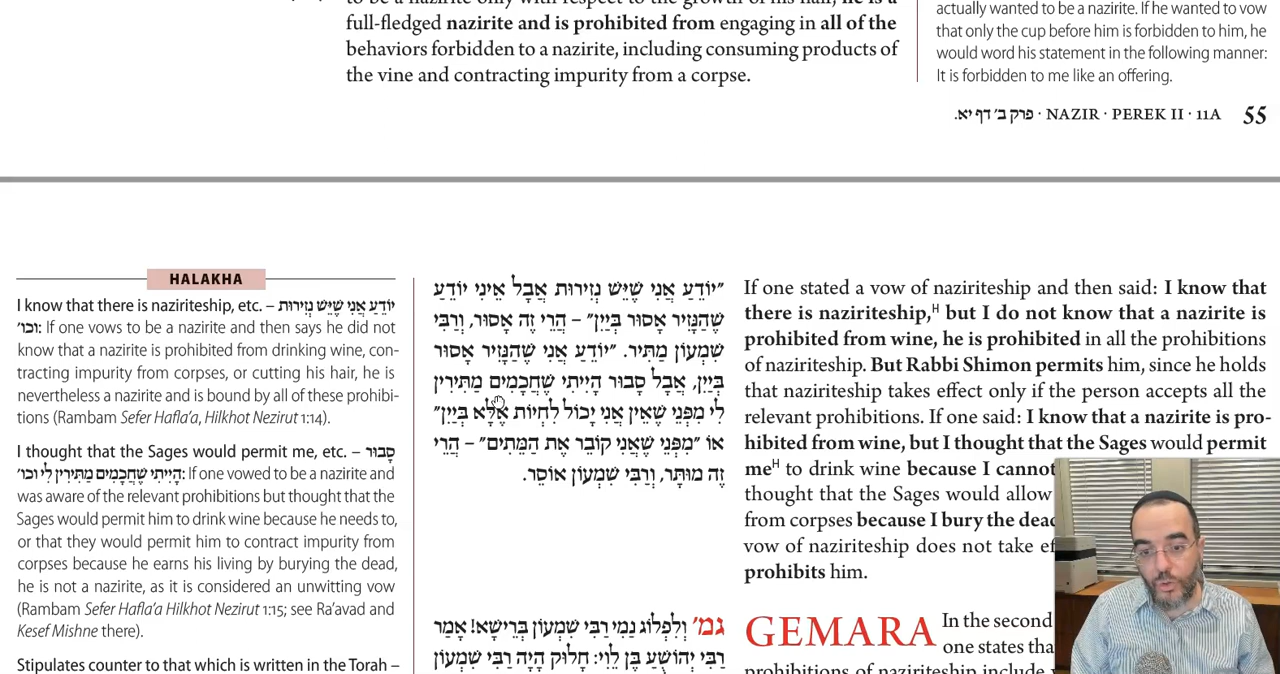 to be a nazirite only with respect to the growth of his hair, he is a
full-fledged nazirite and is prohibited from engaging in all of the
behaviors forbidden to a nazirite, including consuming products of
the vine and contracting impurity from a corpse.
actually wanted to be a nazirite. If he wanted to vow
that only the cup before him is forbidden to him, he
would word his statement in the following manner:
It is forbidden to me like an offering.
פרק ב׳ דף יא. · NAZIR · PEREK II · 11A 55
HALAKHA
I know that there is naziriteship, etc. – יוֹדֵעַ אֲנִי שֶׁיֵּשׁ נְזִירוּת
וכו׳: If one vows to be a nazirite and then says he did not
know that a nazirite is prohibited from drinking wine, con-
tracting impurity from corpses, or cutting his hair, he is
nevertheless a nazirite and is bound by all of these prohibi-
tions (Rambam Sefer Hafla'a, Hilkhot Nezirut 1:14).
I thought that the Sages would permit me, etc. – סָבוּר
הָיִיתִי שֶׁחֲכָמִים מַתִּירִין לִי וכו׳: If one vowed to be a nazirite and
was aware of the relevant prohibitions but thought that the
Sages would permit him to drink wine because he needs to,
or that they would permit him to contract impurity from
corpses because he earns his living by burying the dead,
he is not a nazirite, as it is considered an unwitting vow
(Rambam Sefer Hafla'a Hilkhot Nezirut 1:15; see Ra'avad and
Kesef Mishne there).
Stipulates counter to that which is written in the Torah –
״יוֹדֵעַ אֲנִי שֶׁיֵּשׁ נְזִירוּת אֲבָל אֵינִי יוֹדֵעַ
שֶׁהַנָּזִיר אָסוּר בְּיַיִן״ – הֲרֵי זֶה אָסוּר, וְרַבִּי
שִׁמְעוֹן מַתִּיר. ״יוֹדֵעַ אֲנִי שֶׁהַנָּזִיר אָסוּר
בְּיַיִן, אֲבָל סָבוּר הָיִיתִי שֶׁחֲכָמִים מַתִּירִין
לִי מִפְּנֵי שֶׁאֵין אֲנִי יָכוֹל לִחְיוֹת אֶלָּא בְּיַיִן״
אוֹ ״מִפְּנֵי שֶׁאֲנִי קוֹבֵר אֶת הַמֵּתִים״ – הֲרֵי
זֶה מוּתָּר, וְרַבִּי שִׁמְעוֹן אוֹסֵר.
גמ׳ וְלִפְלוֹג נַמִי רַבִּי שִׁמְעוֹן בְּרֵישָׁא! אָמַר
רַבִּי יְהוֹשֻׁעַ בֶּן לֵוִי: חָלוּק הָיָה רַבִּי שִׁמְעוֹן
If one stated a vow of naziriteship and then said: I know that
there is naziriteship,H but I do not know that a nazirite is
prohibited from wine, he is prohibited in all the prohibitions
of naziriteship. But Rabbi Shimon permits him, since he holds
that naziriteship takes effect only if the person accepts all the
relevant prohibitions. If one said: I know that a nazirite is pro-
hibited from wine, but I thought that the Sages would permit
meH to drink wine because I cannot
thought that the Sages would allow
from corpses because I bury the dead
vow of naziriteship does not take
prohibits him.
GEMARA In the second
one states
prohibitions of naziriteship include